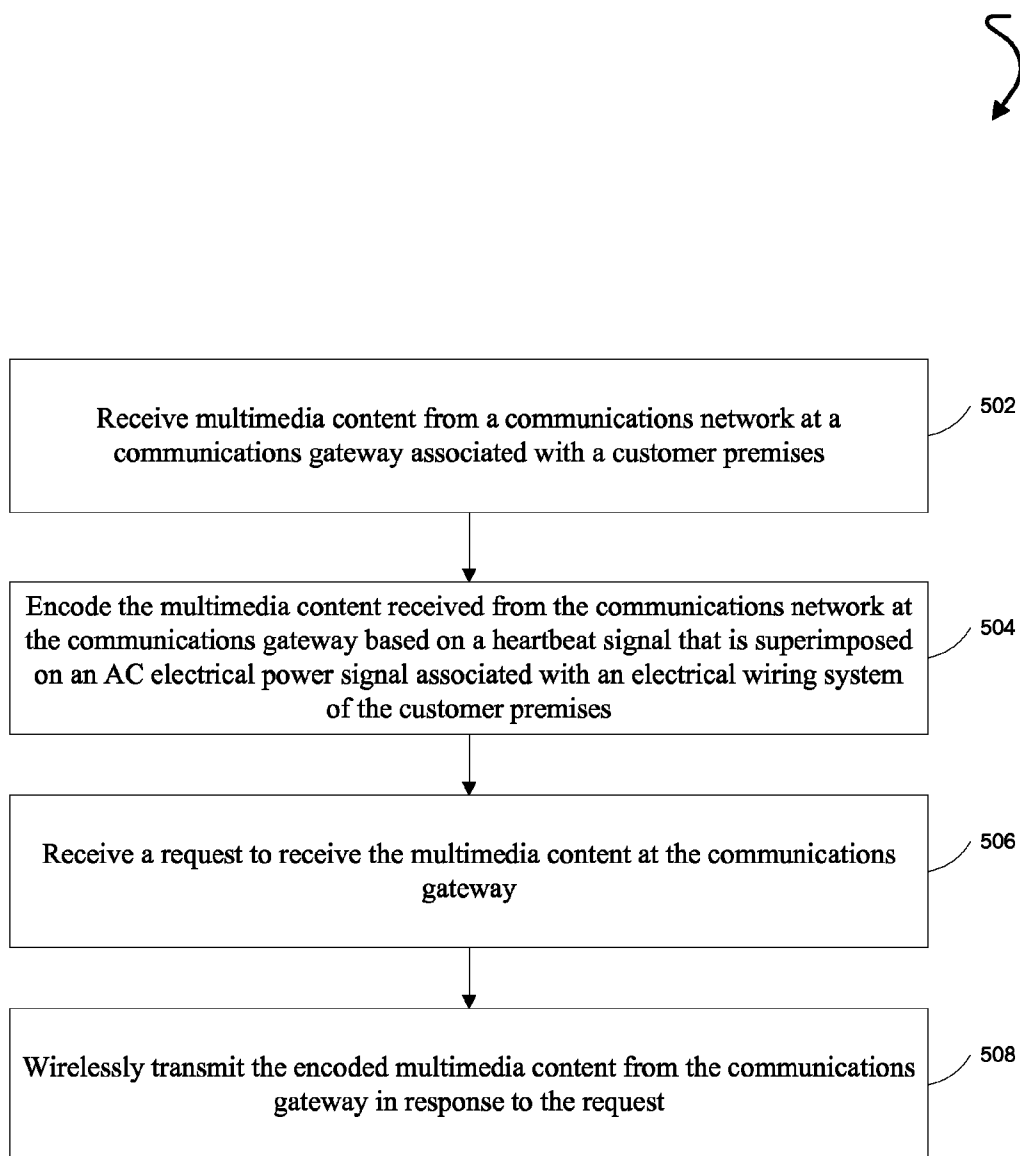 Receive multimedia content from a communications network at a
communications gateway associated with a customer premises
502
Encode the multimedia content received from the communications network at
the communications gateway based on a heartbeat signal that is superimposed
on an AC electrical power signal associated with an electrical wiring system
of the customer premises
504
Receive a request to receive the multimedia content at the communications
gateway
506
Wirelessly transmit the encoded multimedia content from the communications
gateway in response to the request
508